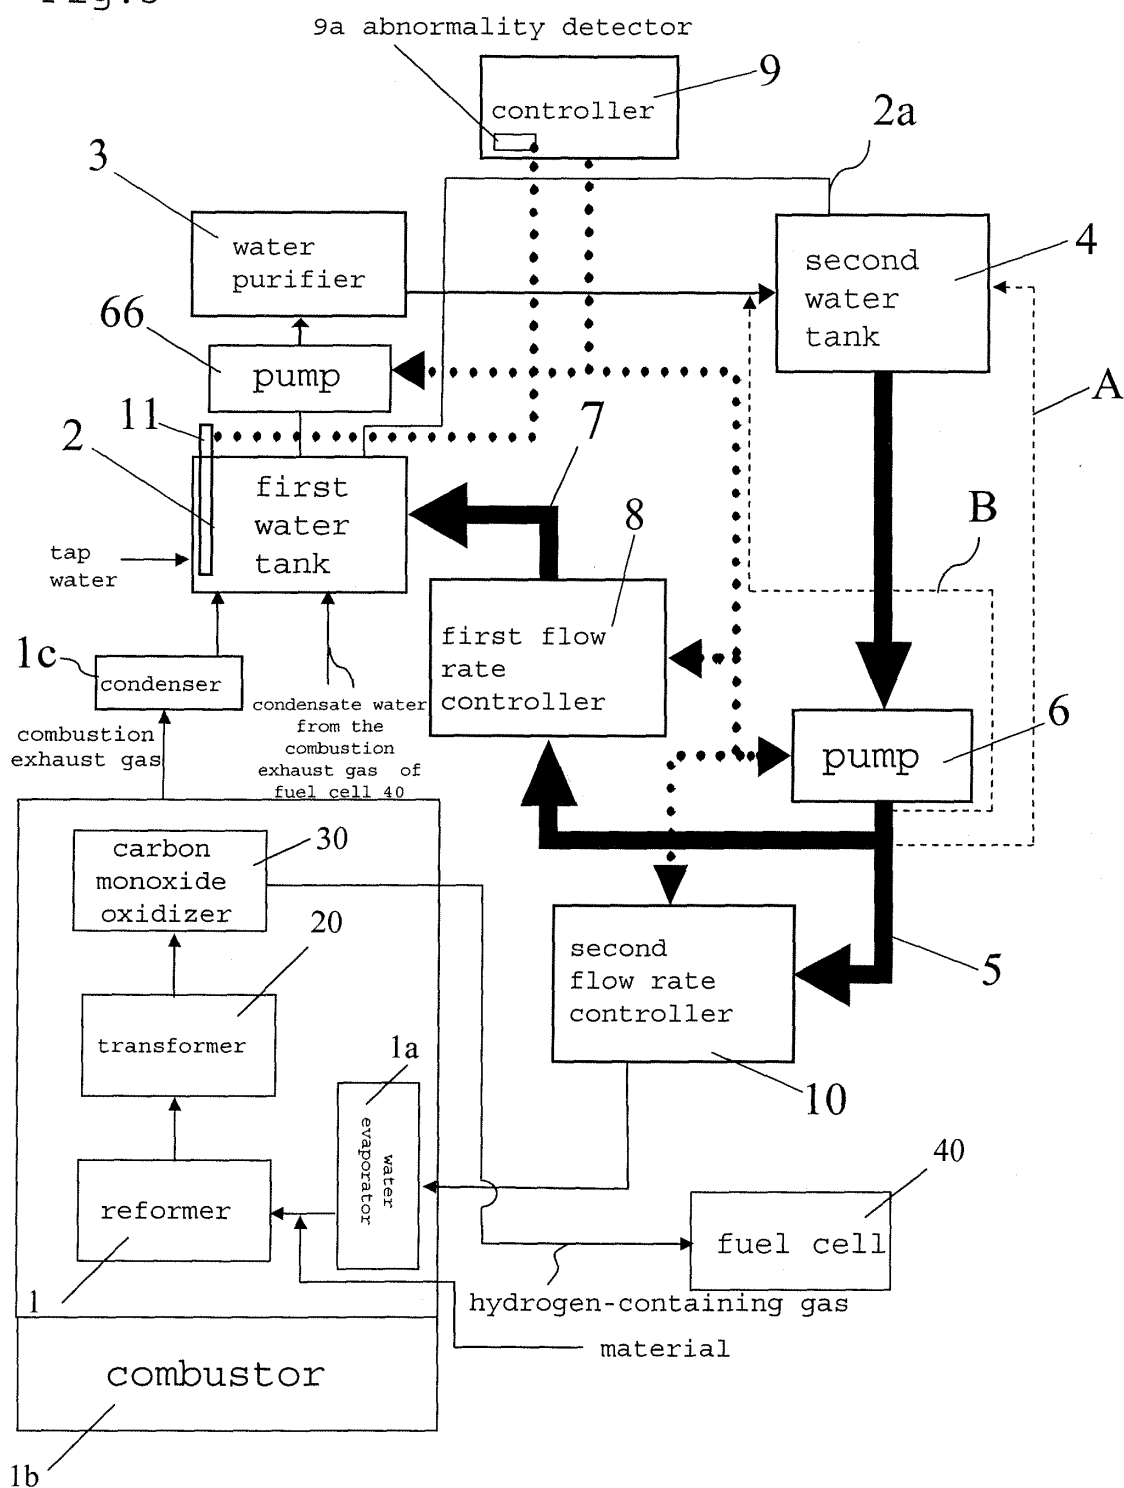 9a abnormality detector
9
controller
2a
3
water
purifier
second
water
tank
4
66
pump
A
11
2
7
first
water
tank
8
B
tap
water
first flow
rate
controller
1c
condenser
condensate water
from the
combustion
exhaust gas of
fuel cell 40
combustion
exhaust gas
6
pump
carbon
monoxide
oxidizer
30
20
second
flow rate
controller
5
transformer
1a
10
water
evaporator
40
reformer
fuel cell
1
hydrogen-containing gas
material
combustor
1b